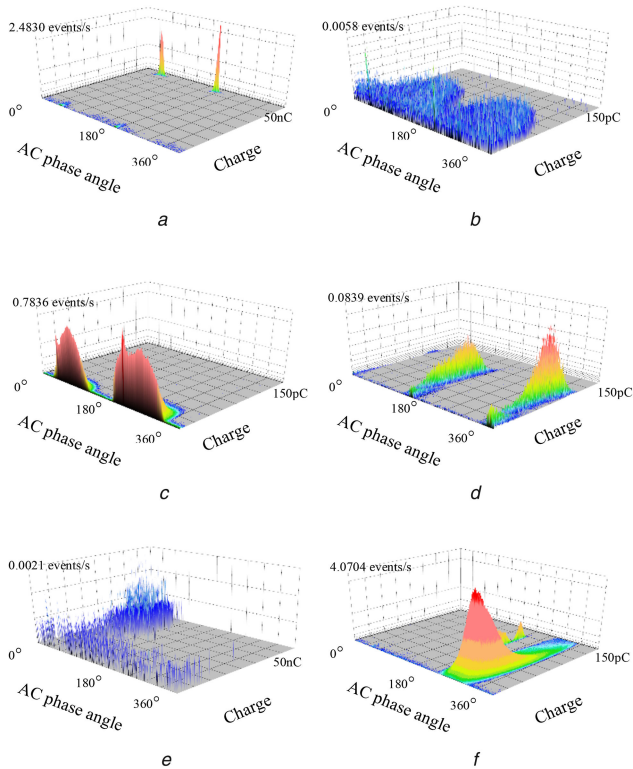 2.4830 events/s
0°
180°
360°
50nC
AC phase angle
Charge
a
0.0058 events/s
0°
180°
360°
150pC
AC phase angle
Charge
b
0.7836 events/s
0°
180°
360°
150pC
AC phase angle
Charge
c
0.0839 events/s
0°
180°
360°
150pC
AC phase angle
Charge
d
0.0021 events/s
0°
180°
360°
50nC
AC phase angle
Charge
e
4.0704 events/s
0°
180°
360°
150pC
AC phase angle
Charge
f